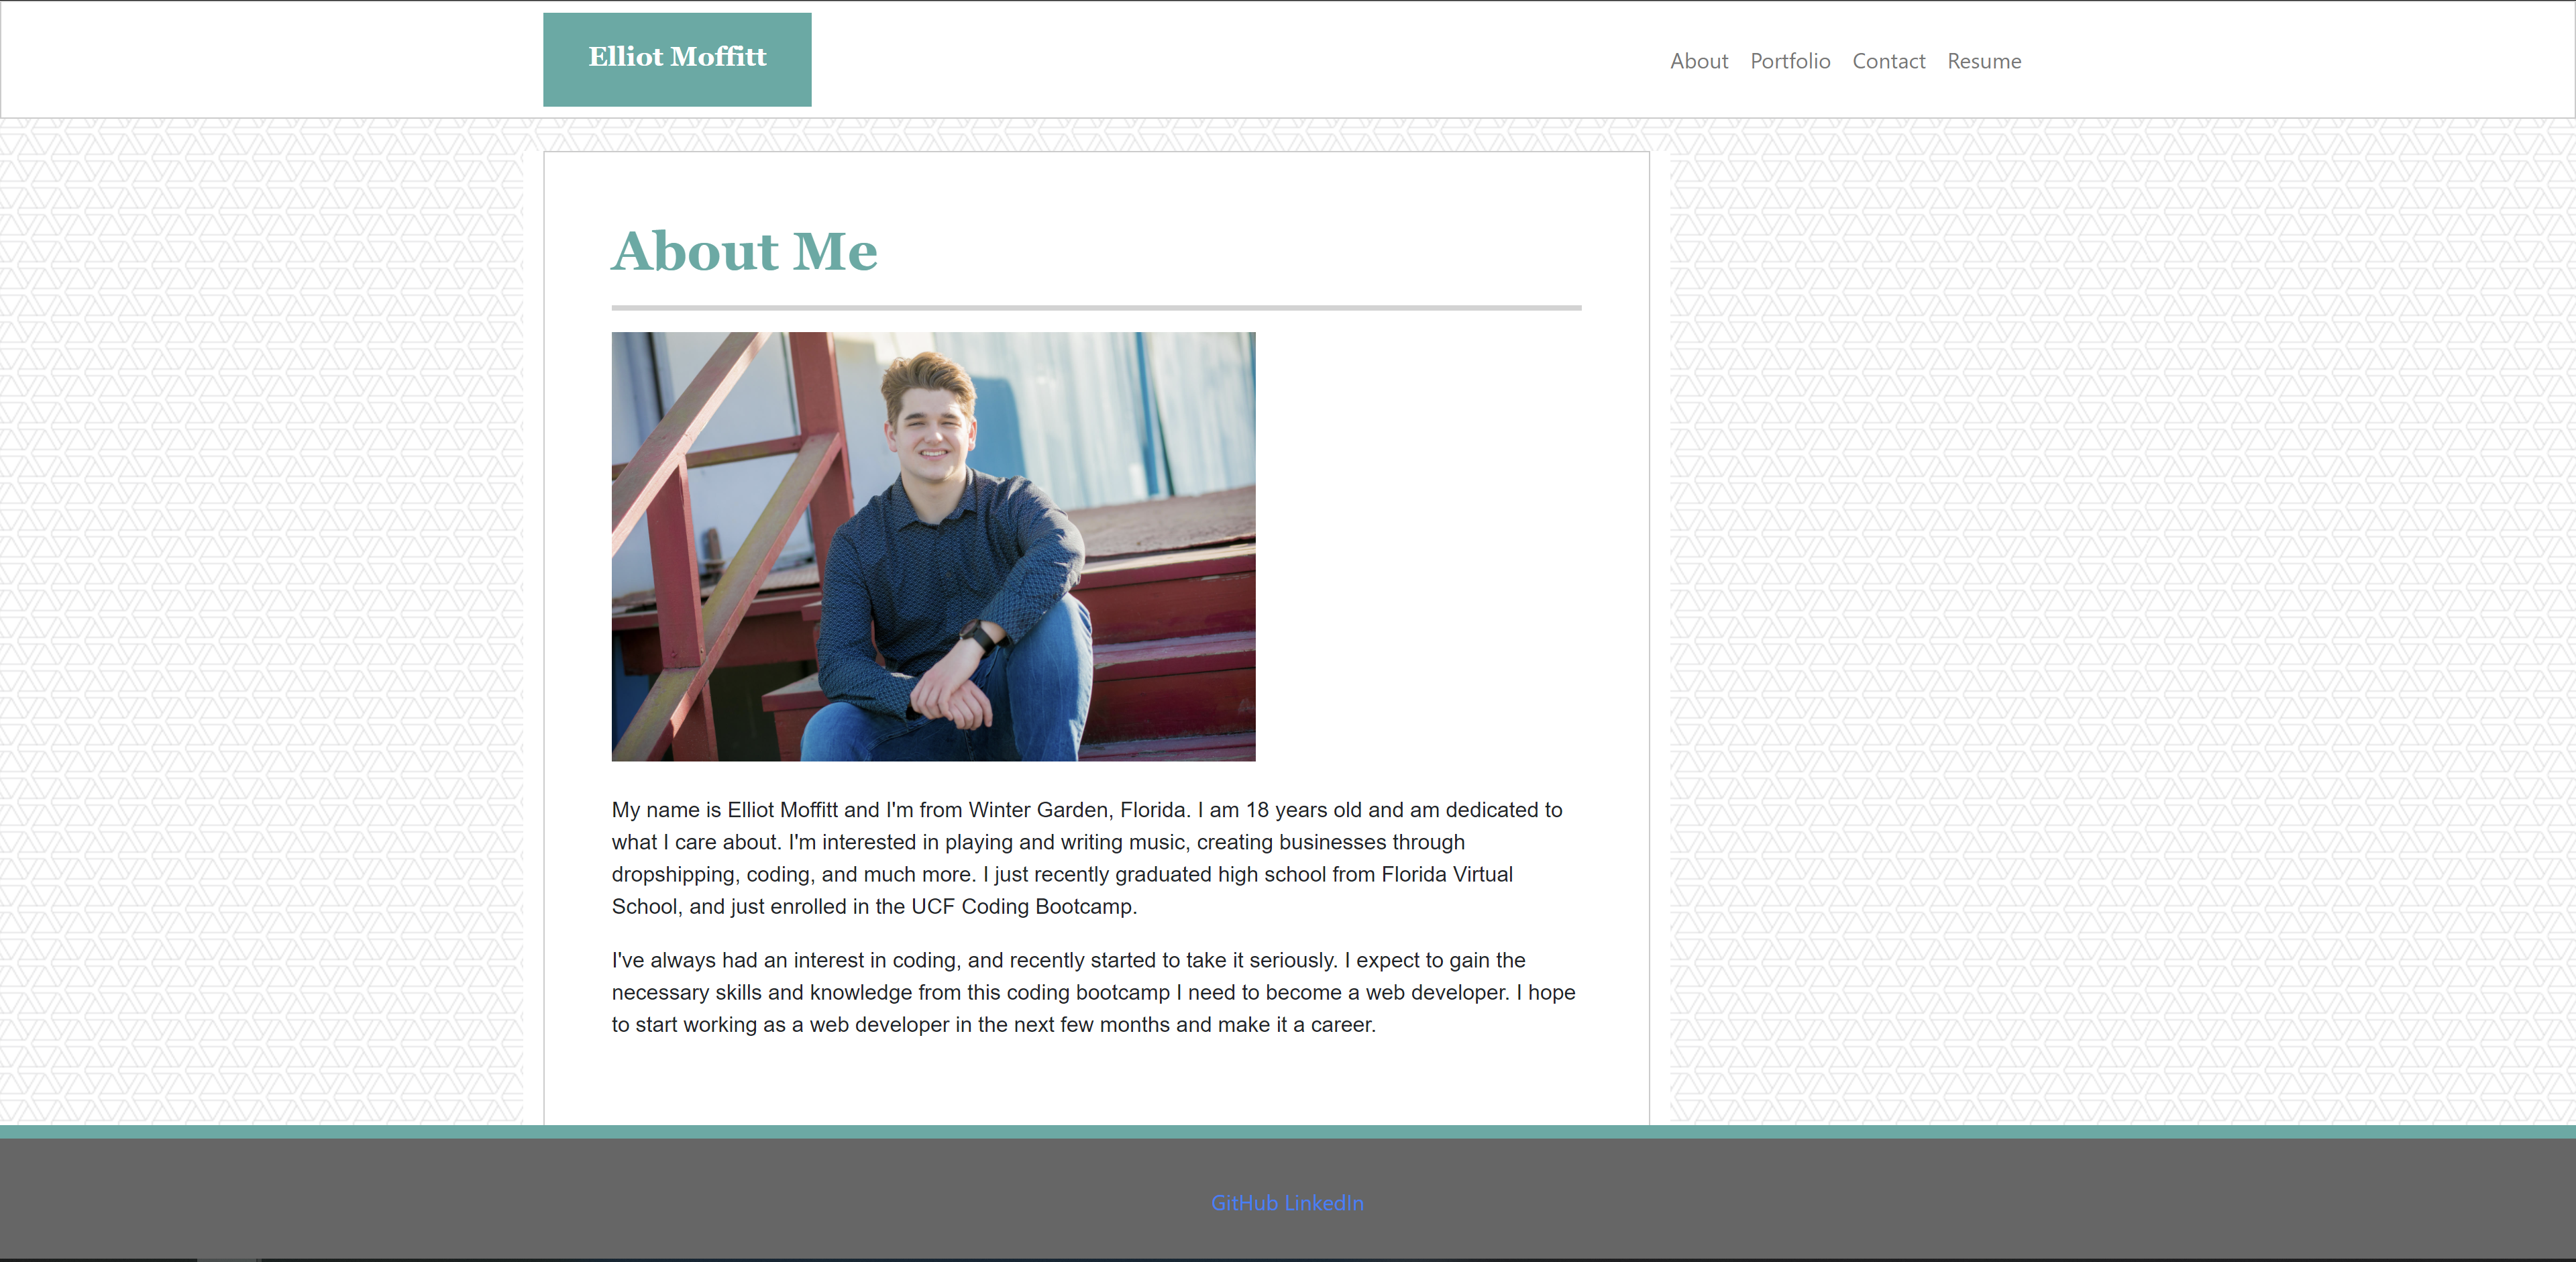 Elliot Moffitt
About Portfolio Contact Resume
About Me
My name is Elliot Moffitt and I'm from Winter Garden, Florida. I am 18 years old and am dedicated to
what I care about. I'm interested in playing and writing music, creating businesses through
dropshipping, coding, and much more. I just recently graduated high school from Florida Virtual
School, and just enrolled in the UCF Coding Bootcamp.
I've always had an interest in coding, and recently started to take it seriously. I expect to gain the
necessary skills and knowledge from this coding bootcamp I need to become a web developer. I hope
to start working as a web developer in the next few months and make it a career.
GitHub LinkedIn